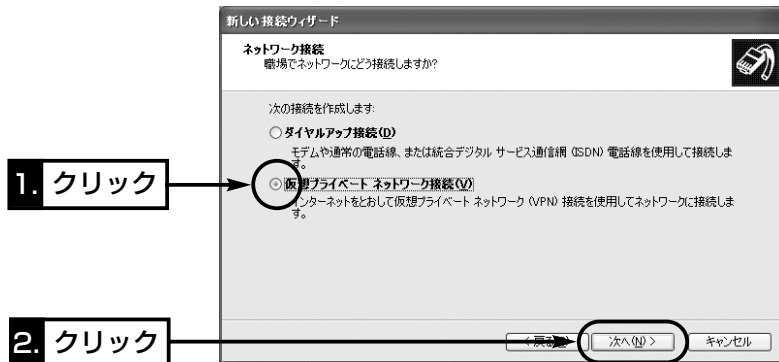 新しい接続ウィザード
ネットワーク接続
職場でネットワークにどう接続しますか?
次の接続を作成します:
ダイヤルアップ接続(D)
モデムや通常の電話線、または統合デジタル サービス通信網 (ISDN) 電話線を使用して接続しま
す。
1. クリック
仮想プライベート ネットワーク接続(V)
インターネットをとおして仮想プライベート ネットワーク (VPN) 接続を使用してネットワークに接続しま
す。
2. クリック
< 戻る
次へ(N) >
キャンセル